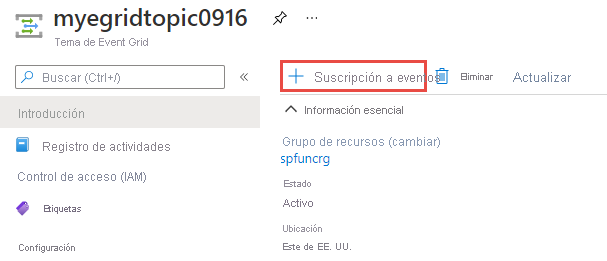 myegridtopic0916
Tema de Event Grid
Buscar (Ctrl+/)
Introducción
Registro de actividades
Control de acceso (IAM)
Etiquetas
Configuración
Suscripción a eventos
Eliminar
Actualizar
Información esencial
Grupo de recursos (cambiar)
spfuncrg
Estado
Activo
Ubicación
Este de EE. UU.